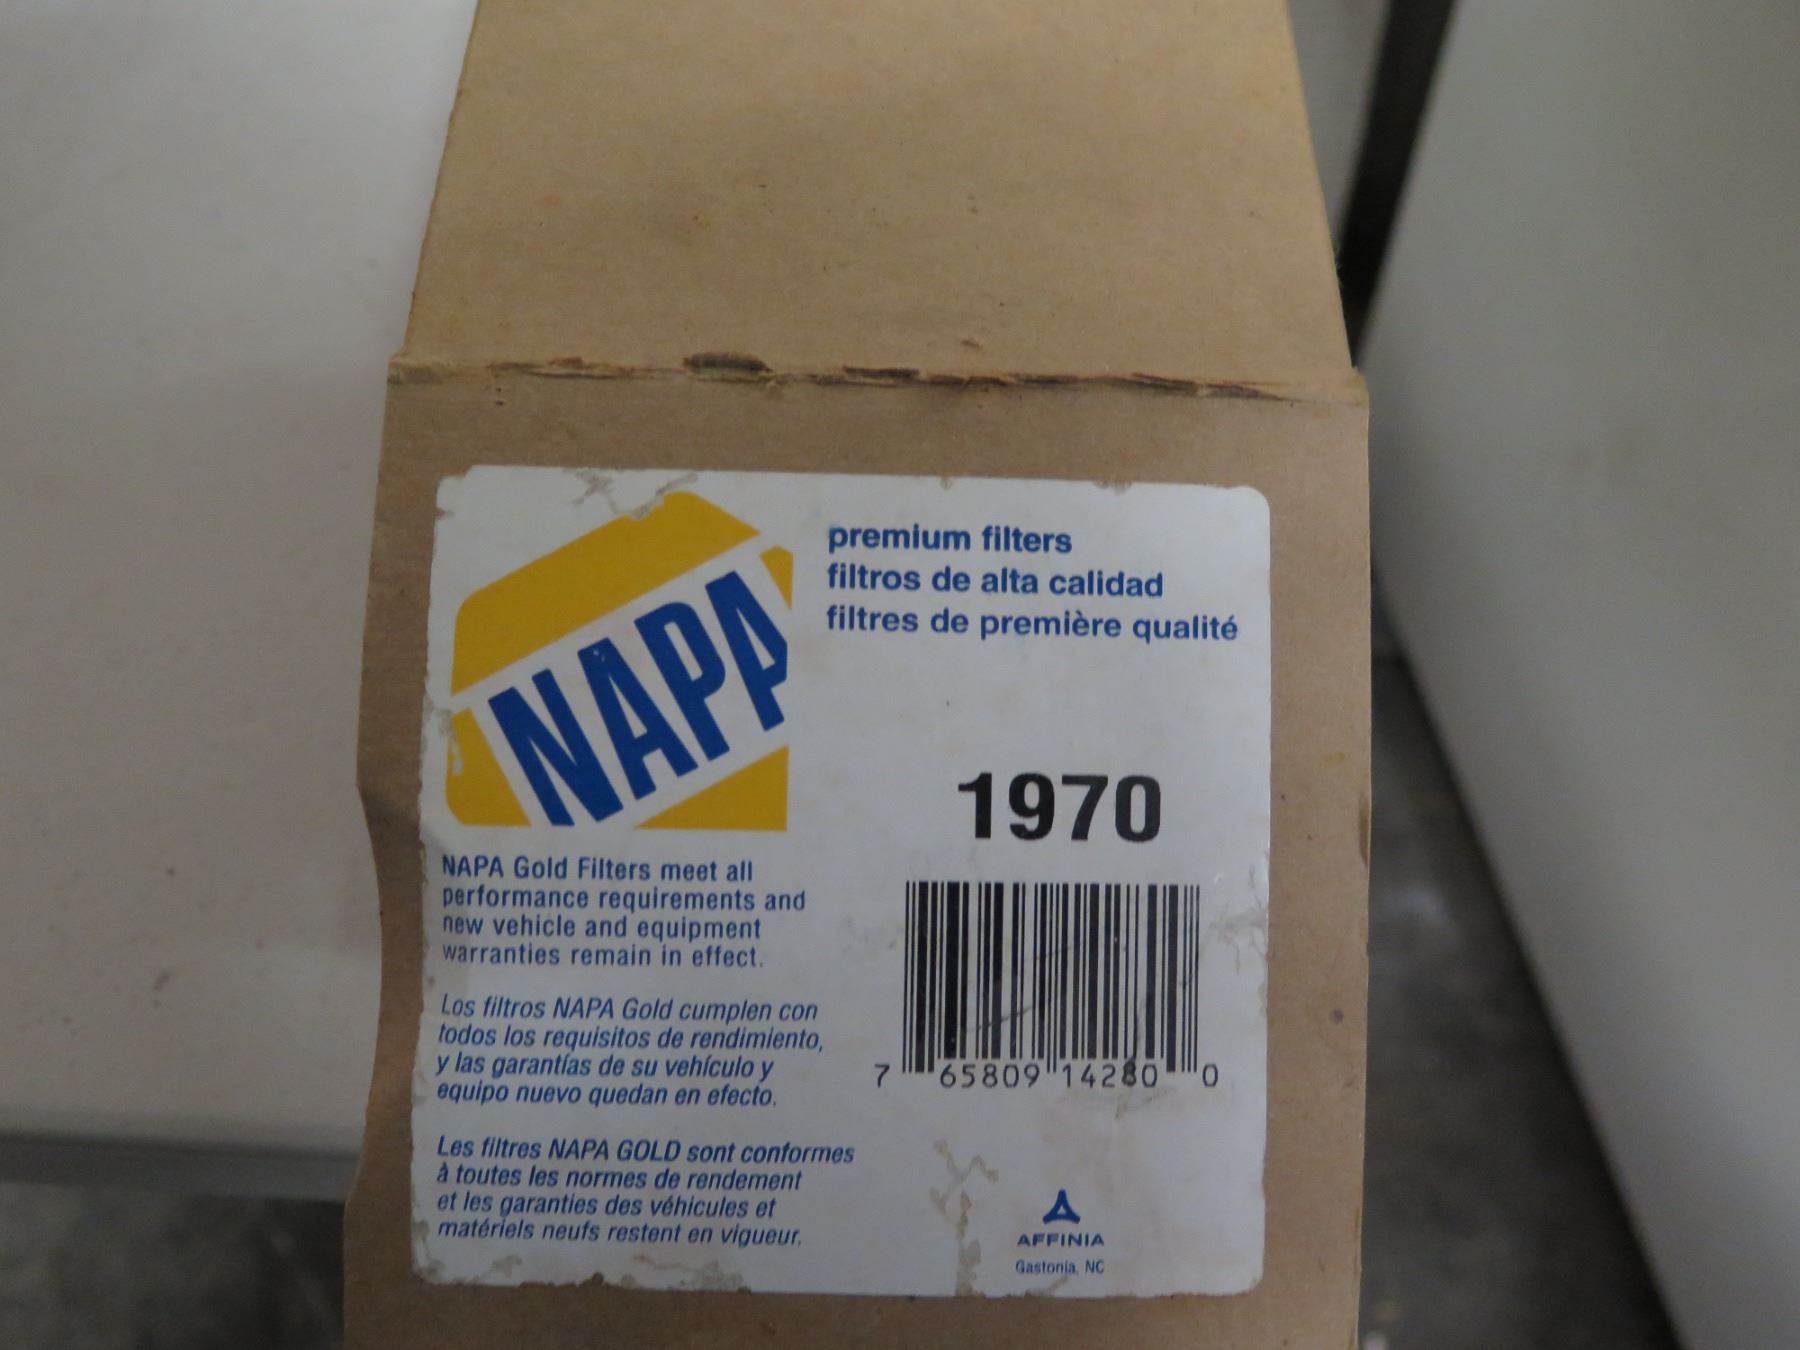 NAPA
premium filters
filtros de alta calidad
filtres de première qualité
1970
NAPA Gold Filters meet all
performance requirements and
new vehicle and equipment
warranties remain in effect.
Los filtros NAPA Gold cumplen con
todos los requisitos de rendimiento,
y las garantías de su vehículo y
equipo nuevo quedan en efecto.
Les filtres NAPA GOLD sont conformes
à toutes les normes de rendement
et les garanties des véhicules et
matériels neufs restent en vigueur.
7 65809 14280 0
AFFINIA
Gastonia, NC